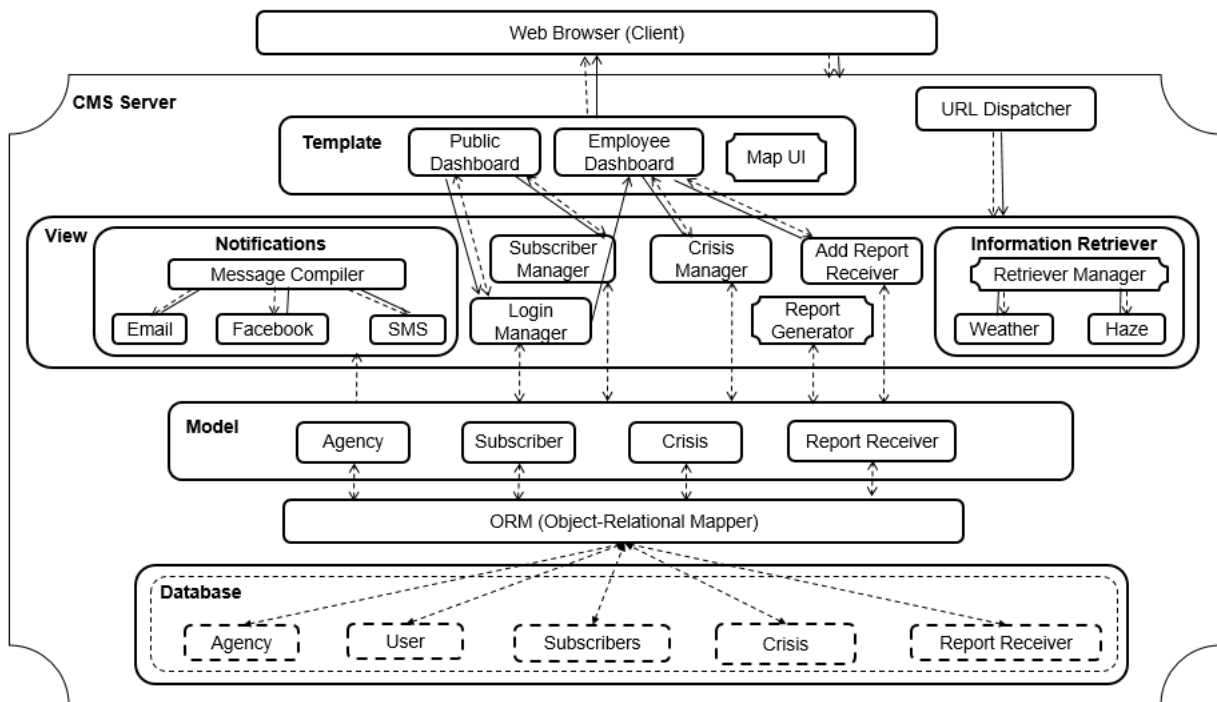 Web Browser (Client)
CMS Server
URL Dispatcher
Template
Public
Dashboard
Employee
Dashboard
Map UI
View
Notifications
Message Compiler
Email
Facebook
SMS
Subscriber
Manager
Login
Manager
Crisis
Manager
Add Report
Receiver
Report
Generator
Information Retriever
Retriever Manager
Weather
Haze
Model
Agency
Subscriber
Crisis
Report Receiver
ORM (Object-Relational Mapper)
Database
Agency
User
Subscribers
Crisis
Report Receiver